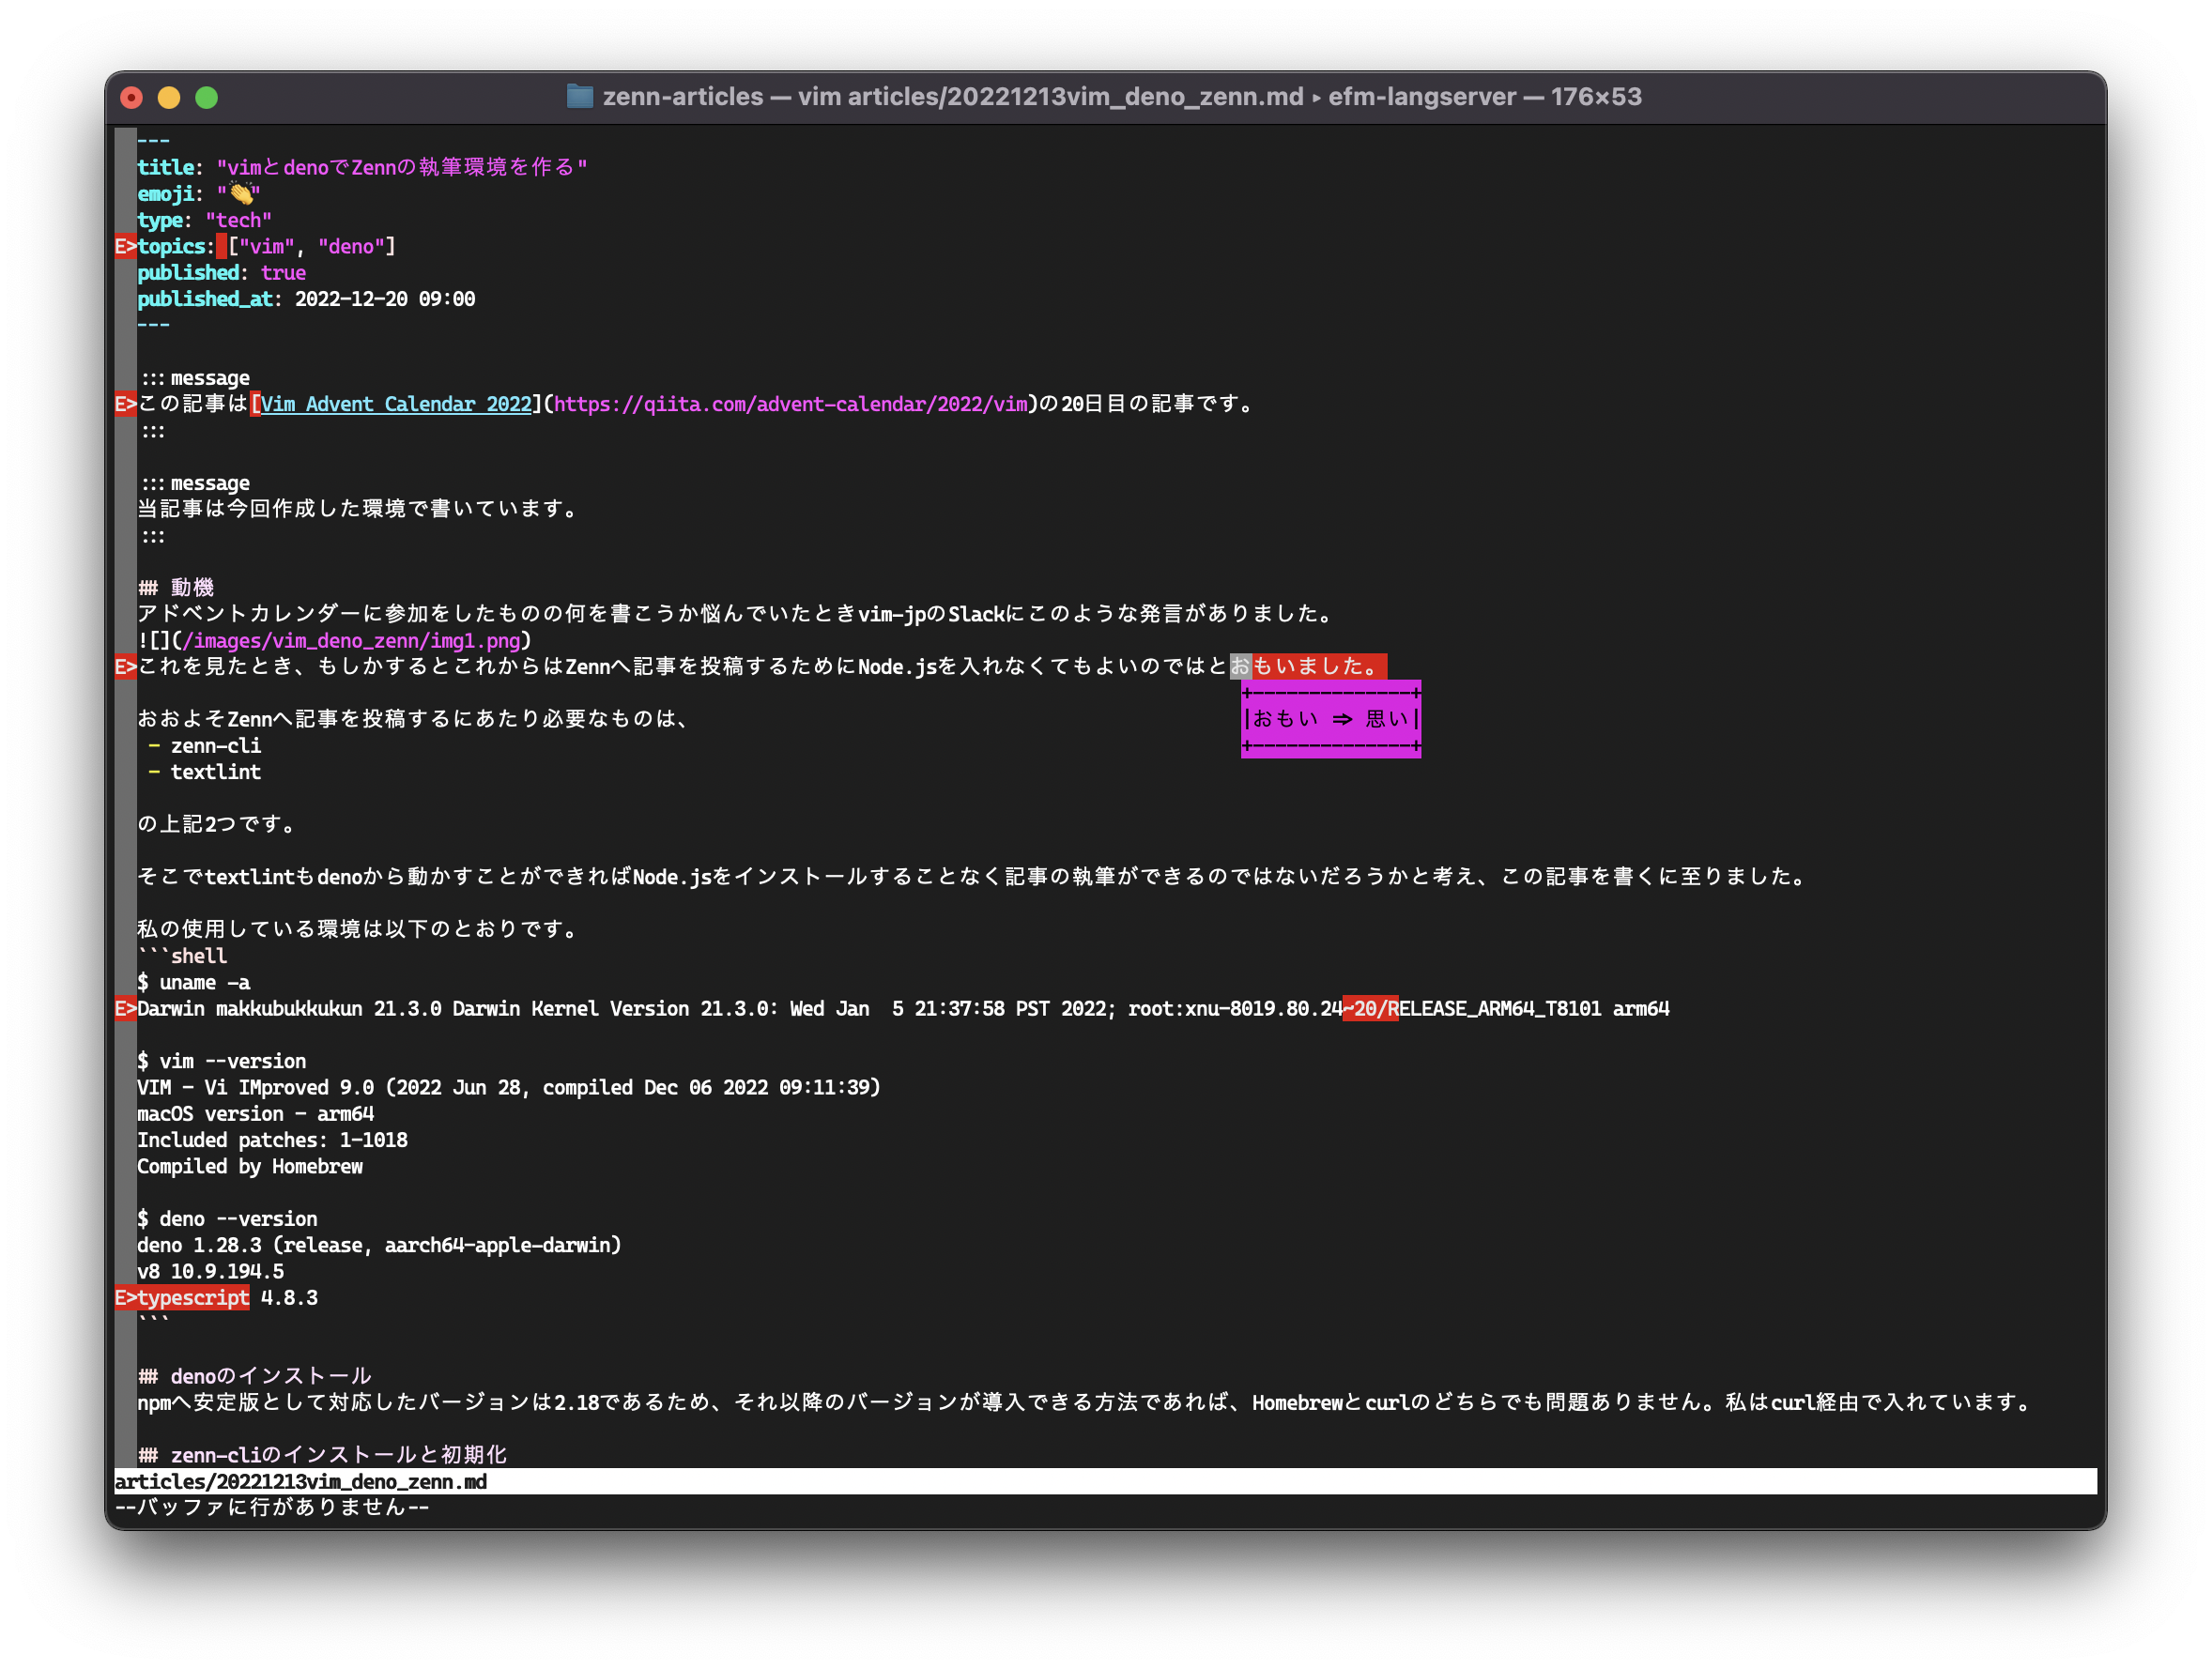 zenn-articles — vim articles/20221213vim_deno_zenn.md ▸ efm-langserver — 176×53
---
title: "vimとdenoでZennの執筆環境を作る"
emoji: "👏"
type: "tech"
E>topics: ["vim", "deno"]
published: true
published_at: 2022-12-20 09:00
---
:::message
E>この記事は[Vim Advent Calendar 2022](https://qiita.com/advent-calendar/2022/vim)の20日目の記事です。
:::
:::message
当記事は今回作成した環境で書いています。
:::
## 動機
アドベントカレンダーに参加をしたものの何を書こうか悩んでいたときvim-jpのSlackにこのような発言がありました。
![](/images/vim_deno_zenn/img1.png)
E>これを見たとき、もしかするとこれからはZennへ記事を投稿するためにNode.jsを入れなくてもよいのではとおもいました。
+--------------+
おおよそZennへ記事を投稿するにあたり必要なものは、
|おもい => 思い|
- zenn-cli
+--------------+
- textlint
の上記2つです。
そこでtextlintもdenoから動かすことができればNode.jsをインストールすることなく記事の執筆ができるのではないだろうかと考え、この記事を書くに至りました。
私の使用している環境は以下のとおりです。
```shell
$ uname -a
E>Darwin makkubukkukun 21.3.0 Darwin Kernel Version 21.3.0: Wed Jan  5 21:37:58 PST 2022; root:xnu-8019.80.24~20/RELEASE_ARM64_T8101 arm64
$ vim --version
VIM - Vi IMproved 9.0 (2022 Jun 28, compiled Dec 06 2022 09:11:39)
macOS version - arm64
Included patches: 1-1018
Compiled by Homebrew
$ deno --version
deno 1.28.3 (release, aarch64-apple-darwin)
v8 10.9.194.5
E>typescript 4.8.3
```
## denoのインストール
npmへ安定版として対応したバージョンは2.18であるため、それ以降のバージョンが導入できる方法であれば、Homebrewとcurlのどちらでも問題ありません。私はcurl経由で入れています。
## zenn-cliのインストールと初期化
articles/20221213vim_deno_zenn.md
--バッファに行がありません--